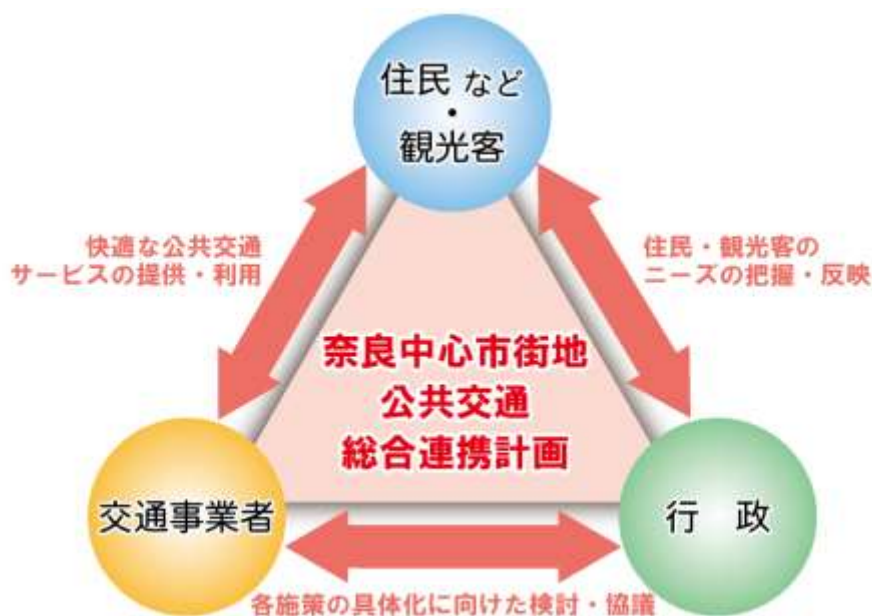 住民 など
・
観光客
快適な公共交通
サービスの提供・利用
住民・観光客の
ニーズの把握・反映
奈良中心市街地
公共交通
総合連携計画
交通事業者
行 政
各施策の具体化に向けた検討・協議